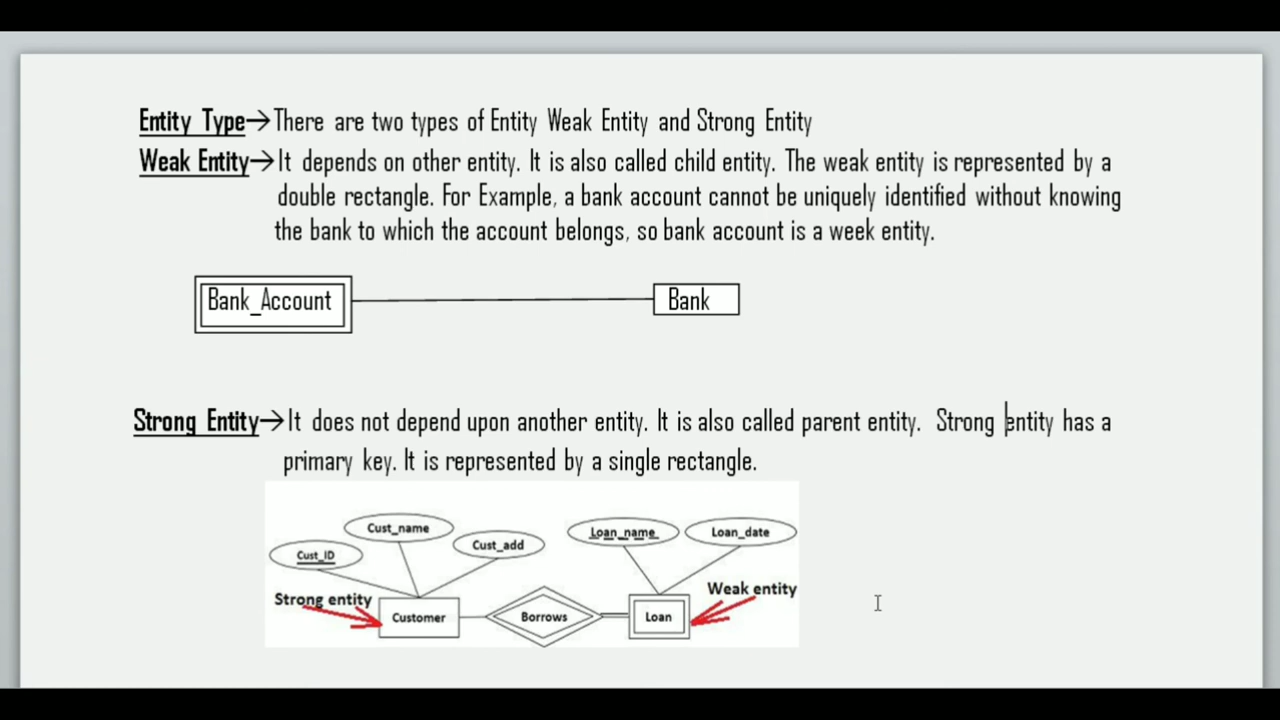 Entity Type→There are two types of Entity Weak Entity and Strong Entity
Weak Entity→It depends on other entity. It is also called child entity. The weak entity is represented by a
double rectangle. For Example, a bank account cannot be uniquely identified without knowing
the bank to which the account belongs, so bank account is a week entity.
Bank_Account
Bank
Strong Entity→It does not depend upon another entity. It is also called parent entity. Strong entity has a
primary key. It is represented by a single rectangle.
Cust_name
Loan_name
Loan_date
Cust_ID
Cust_add
Strong entity
Weak entity
Customer
Borrows
Loan